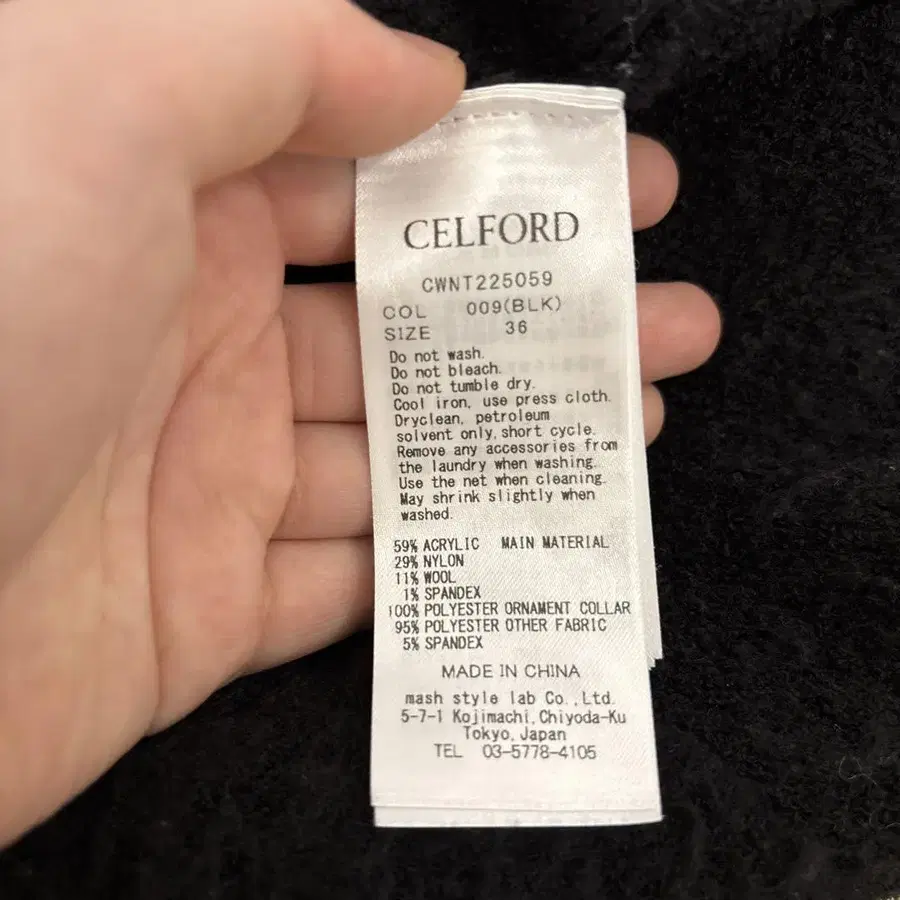 CELFORD
CWNT225059
COL 009(BLK)
SIZE 36
Do not wash.
Do not bleach.
Do not tumble dry.
Cool iron, use press cloth.
Dryclean, petroleum
solvent only,short cycle.
Remove any accessories from
the laundry when washing.
Use the net when cleaning.
May shrink slightly when
washed.
59% ACRYLIC MAIN MATERIAL
29% NYLON
11% WOOL
1% SPANDEX
100% POLYESTER ORNAMENT COLLAR
95% POLYESTER OTHER FABRIC
5% SPANDEX
MADE IN CHINA
mash style lab Co.,Ltd.
5-7-1 Kojimachi,Chiyoda-Ku
Tokyo,Japan
TEL 03-5778-4105